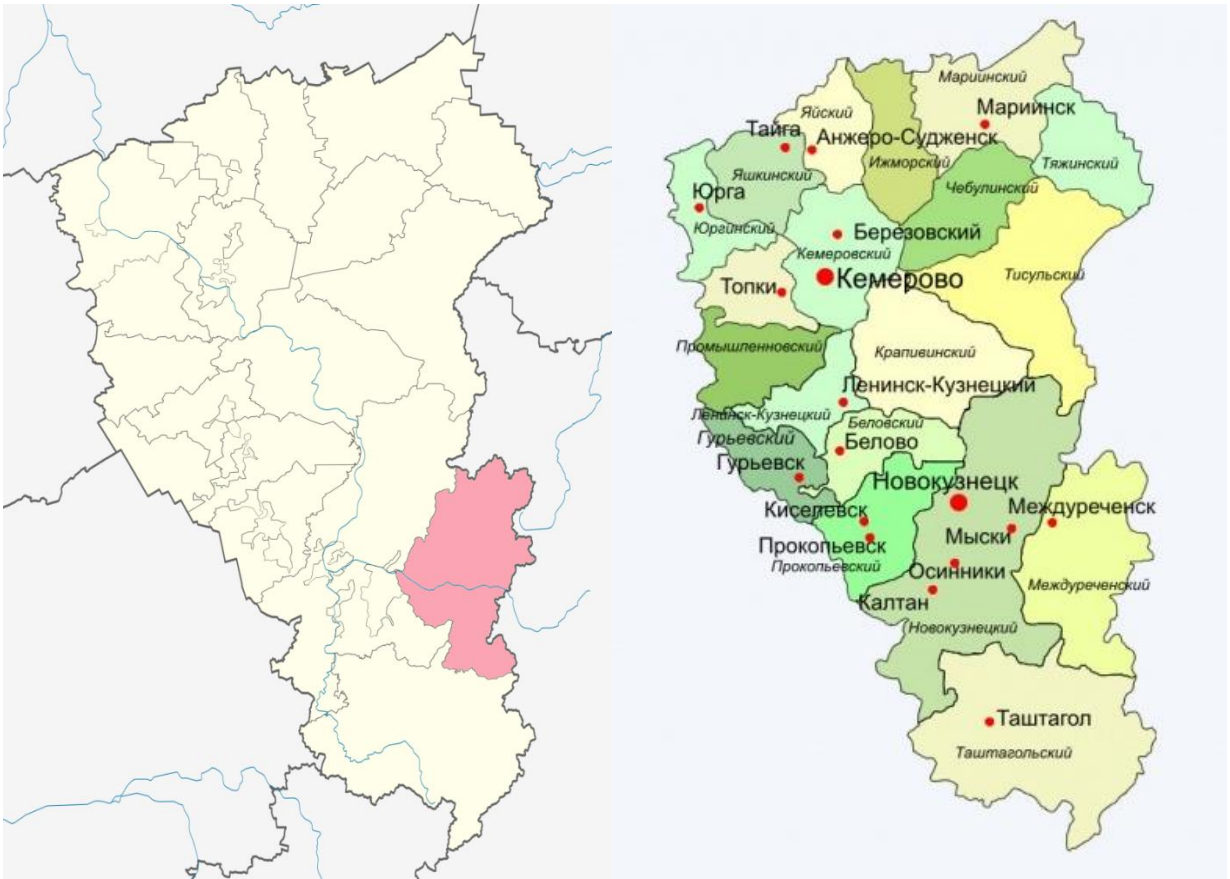 Мариинский
Мариинск
Яйский
Тайга
Анжеро-Судженск
Ижморский
Тяжинский
Яшкинский
Чебулинский
Юрга
Юргинский
Березовский
Кемеровский
Кемерово
Тисульский
Топки
Промышленновский
Крапивинский
Ленинск-Кузнецкий
Ленинск-Кузнецкий
Беловский
Гурьевский
Белово
Гурьевск
Новокузнецк
Киселевск
Междуреченск
Мыски
Прокопьевск
Прокопьевский
Осинники
Междуреченский
Калтан
Новокузнецкий
Таштагол
Таштагольский